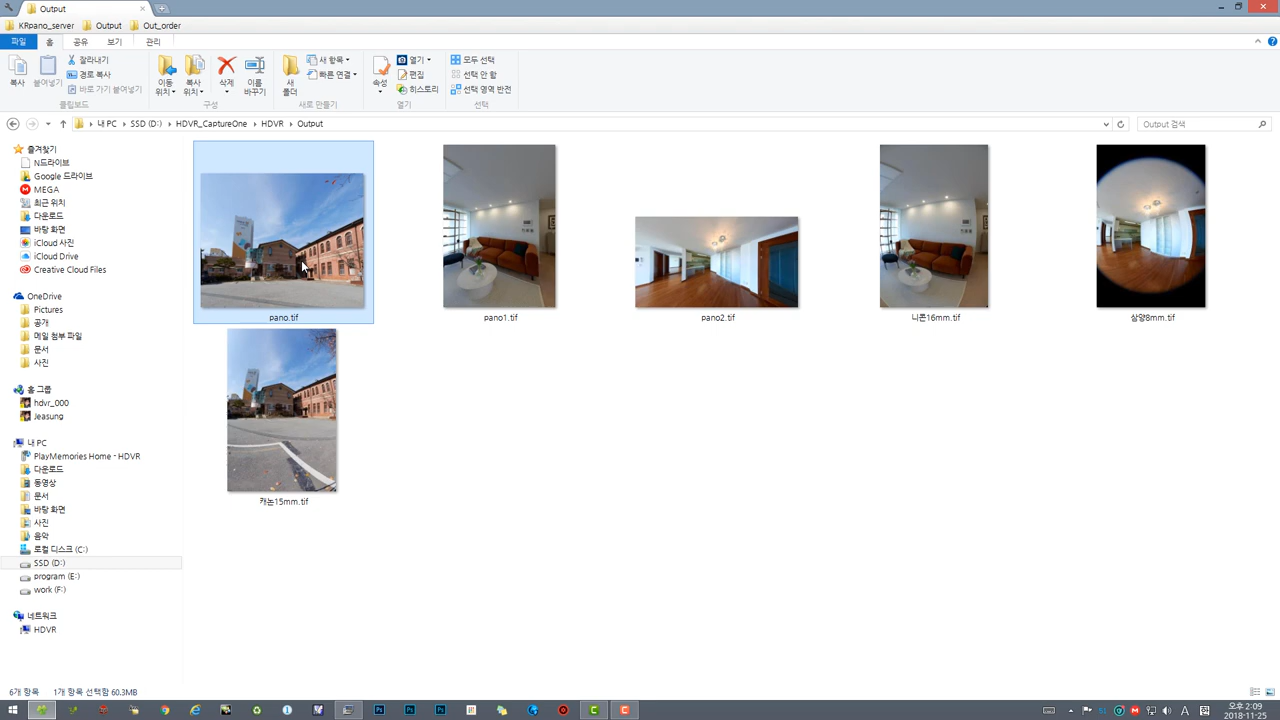 Output
KRpano_server
Output
Out_order
파일
홈
공유
보기
관리
복사
붙여넣기
잘라내기
경로 복사
바로 가기 붙여넣기
클립보드
이동 위치
복사 위치
삭제
이름 바꾸기
구성
새 폴더
새 항목
빠른 연결
새로 만들기
속성
열기
편집
히스토리
열기
모두 선택
선택 안 함
선택 영역 반전
선택
내 PC
SSD (D:)
HDVR_CaptureOne
HDVR
Output
Output 검색
즐겨찾기
N드라이브
Google 드라이브
MEGA
최근 위치
다운로드
바탕 화면
iCloud 사진
iCloud Drive
Creative Cloud Files
OneDrive
Pictures
공개
메일 첨부 파일
문서
사진
홈 그룹
hdvr_000
Jeasung
내 PC
PlayMemories Home - HDVR
다운로드
동영상
문서
바탕 화면
사진
음악
로컬 디스크 (C:)
SSD (D:)
program (E:)
work (F:)
네트워크
HDVR
pano.tif
pano1.tif
pano2.tif
니콘16mm.tif
삼양8mm.tif
캐논15mm.tif
6개 항목
1개 항목 선택함 60.3MB
Ps
Ps
Ps
A
오후 2:09
2018-11-25